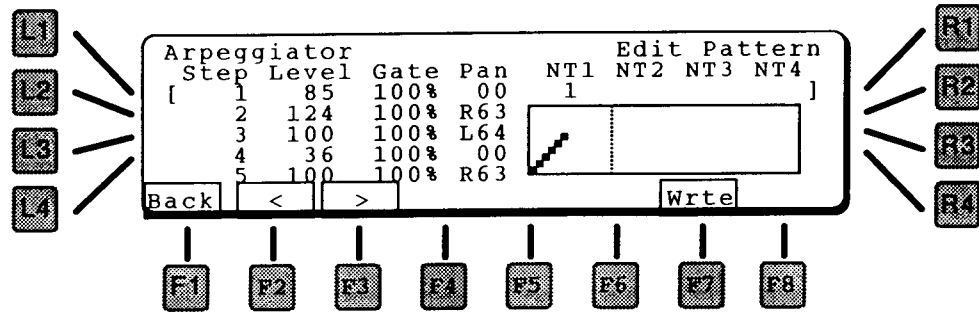 L1
L2
L3
L4
Arpeggiator Edit Pattern
Step Level Gate Pan NT1 NT2 NT3 NT4
[ 1 85 100% 00 1 ]
2 124 100% R63
3 100 100% L64
4 36 100% 00
5 100 100% R63
Back < > Wrte
R1
R2
R3
R4
F1 F2 F3 F4 F5 F6 F7 F8